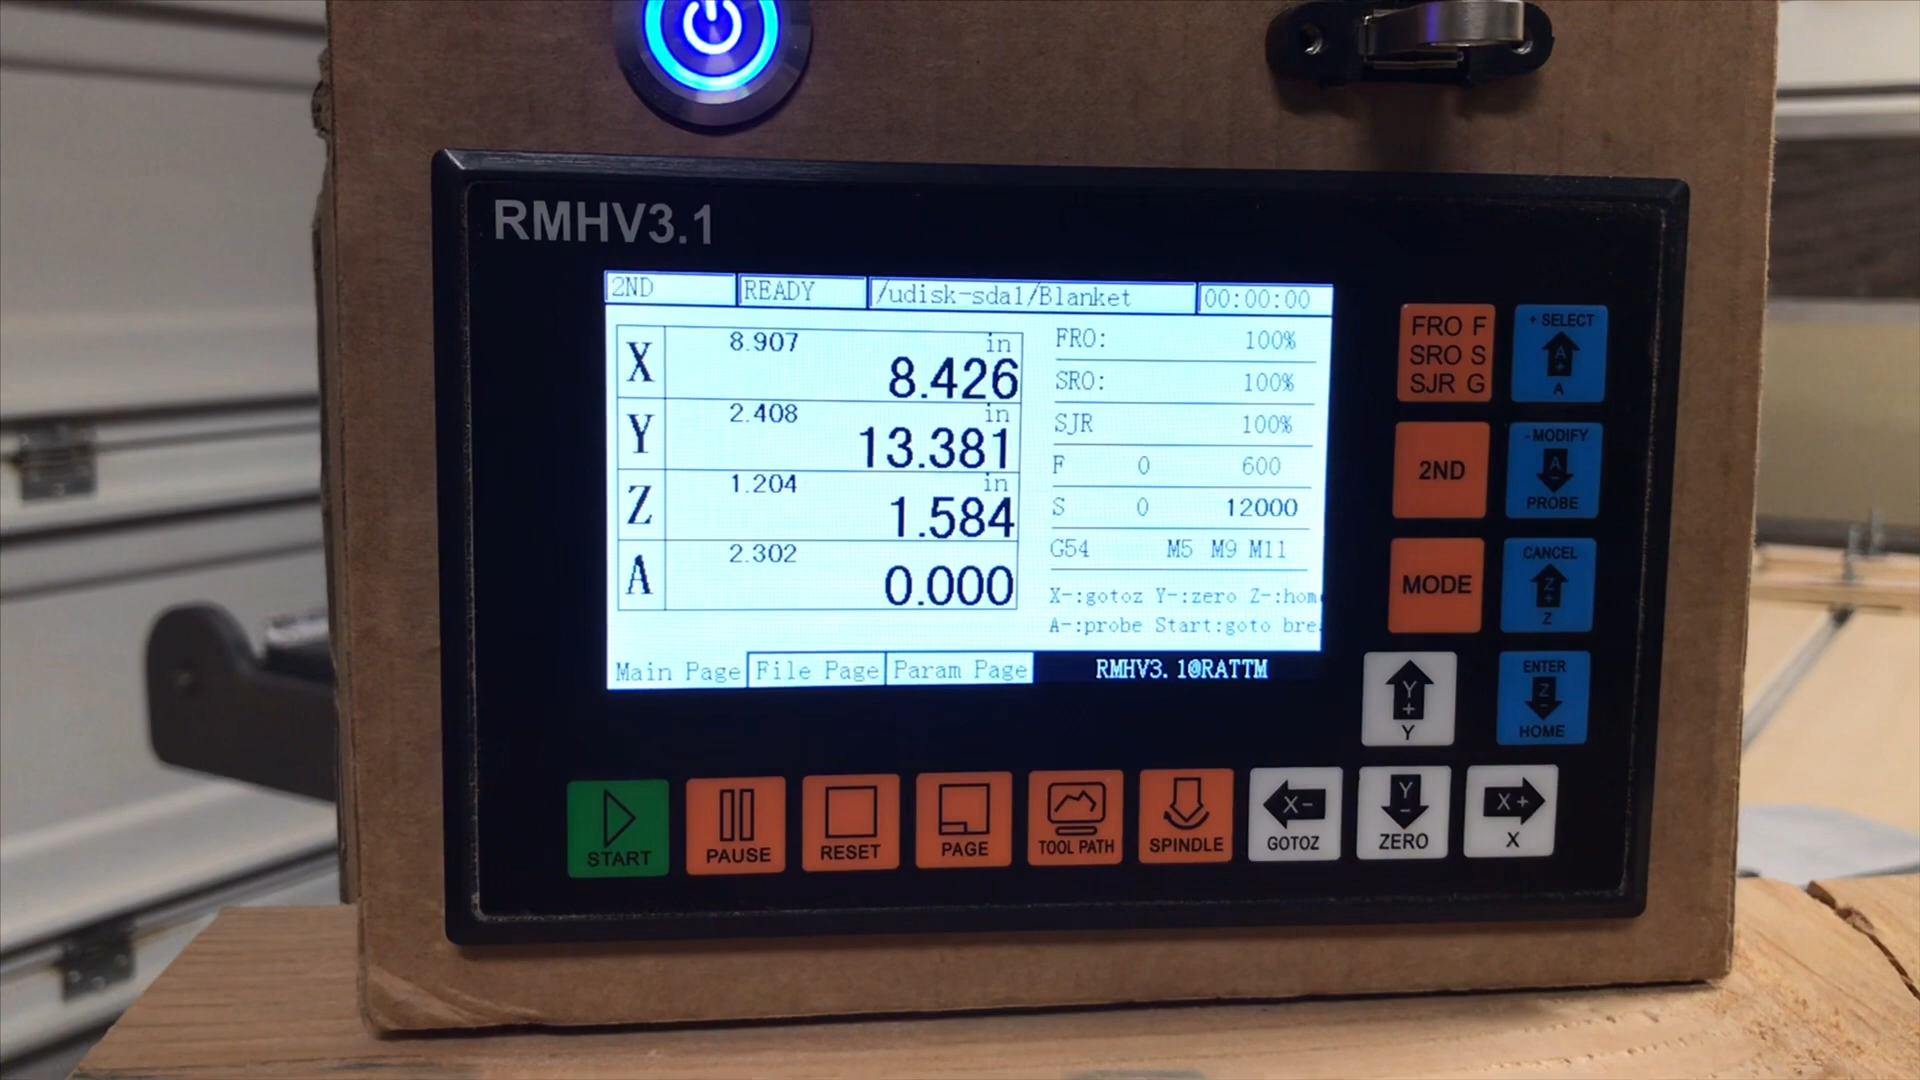 RMHV3.1
2ND READY /udisk-sda1/Blanket 00:00:00
X 8.907 in 8.426
Y 2.408 in 13.381
Z 1.204 in 1.584
A 2.302 0.000
FRO: 100%
SRO: 100%
SJR 100%
F 0 600
S 0 12000
G54 M5 M9 M11
X-:gotoz Y-:zero Z-:hom
A-:probe Start:goto bre
Main Page File Page Param Page RMHV3.1@RATTM
FRO F
SRO S
SJR G
+ SELECT
A
+
A
2ND
- MODIFY
A
-
PROBE
MODE
CANCEL
Z
+
Z
Y
+
Y
ENTER
Z
-
HOME
START
PAUSE
RESET
PAGE
TOOL PATH
SPINDLE
X-
GOTOZ
Y
-
ZERO
X+
X